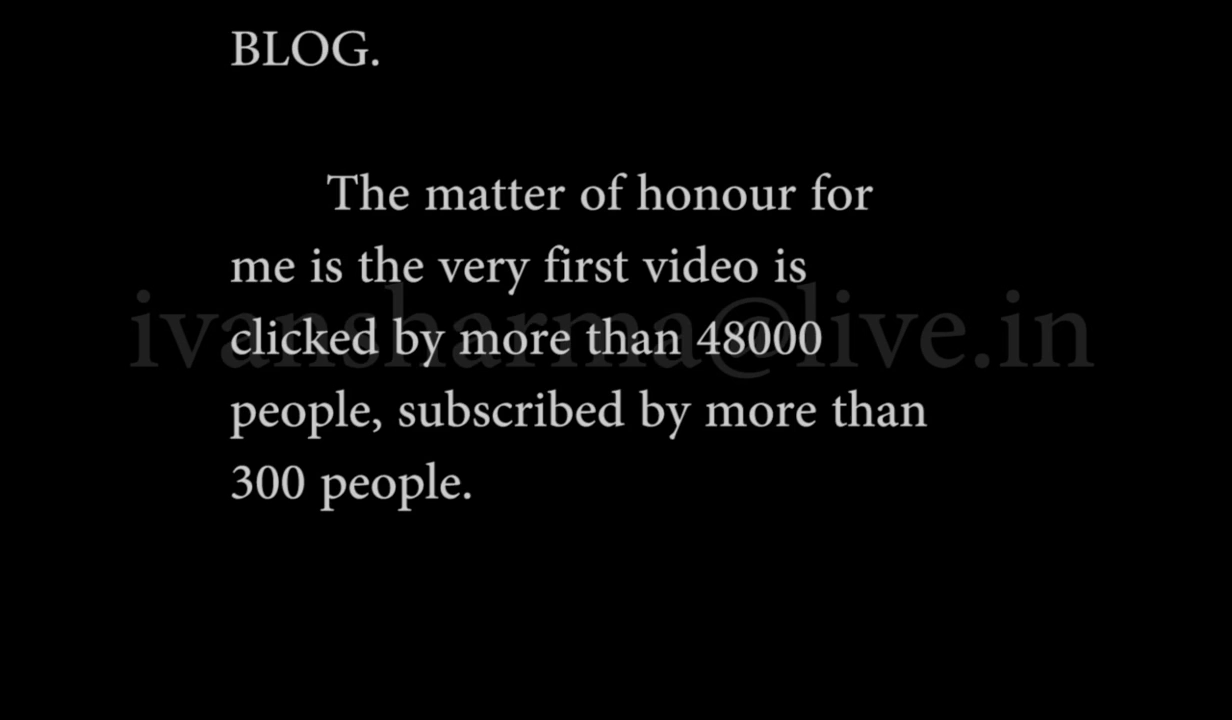 BLOG.
The matter of honour for
me is the very first video is
ivansharma@live.in
clicked by more than 48000
people, subscribed by more than
300 people.